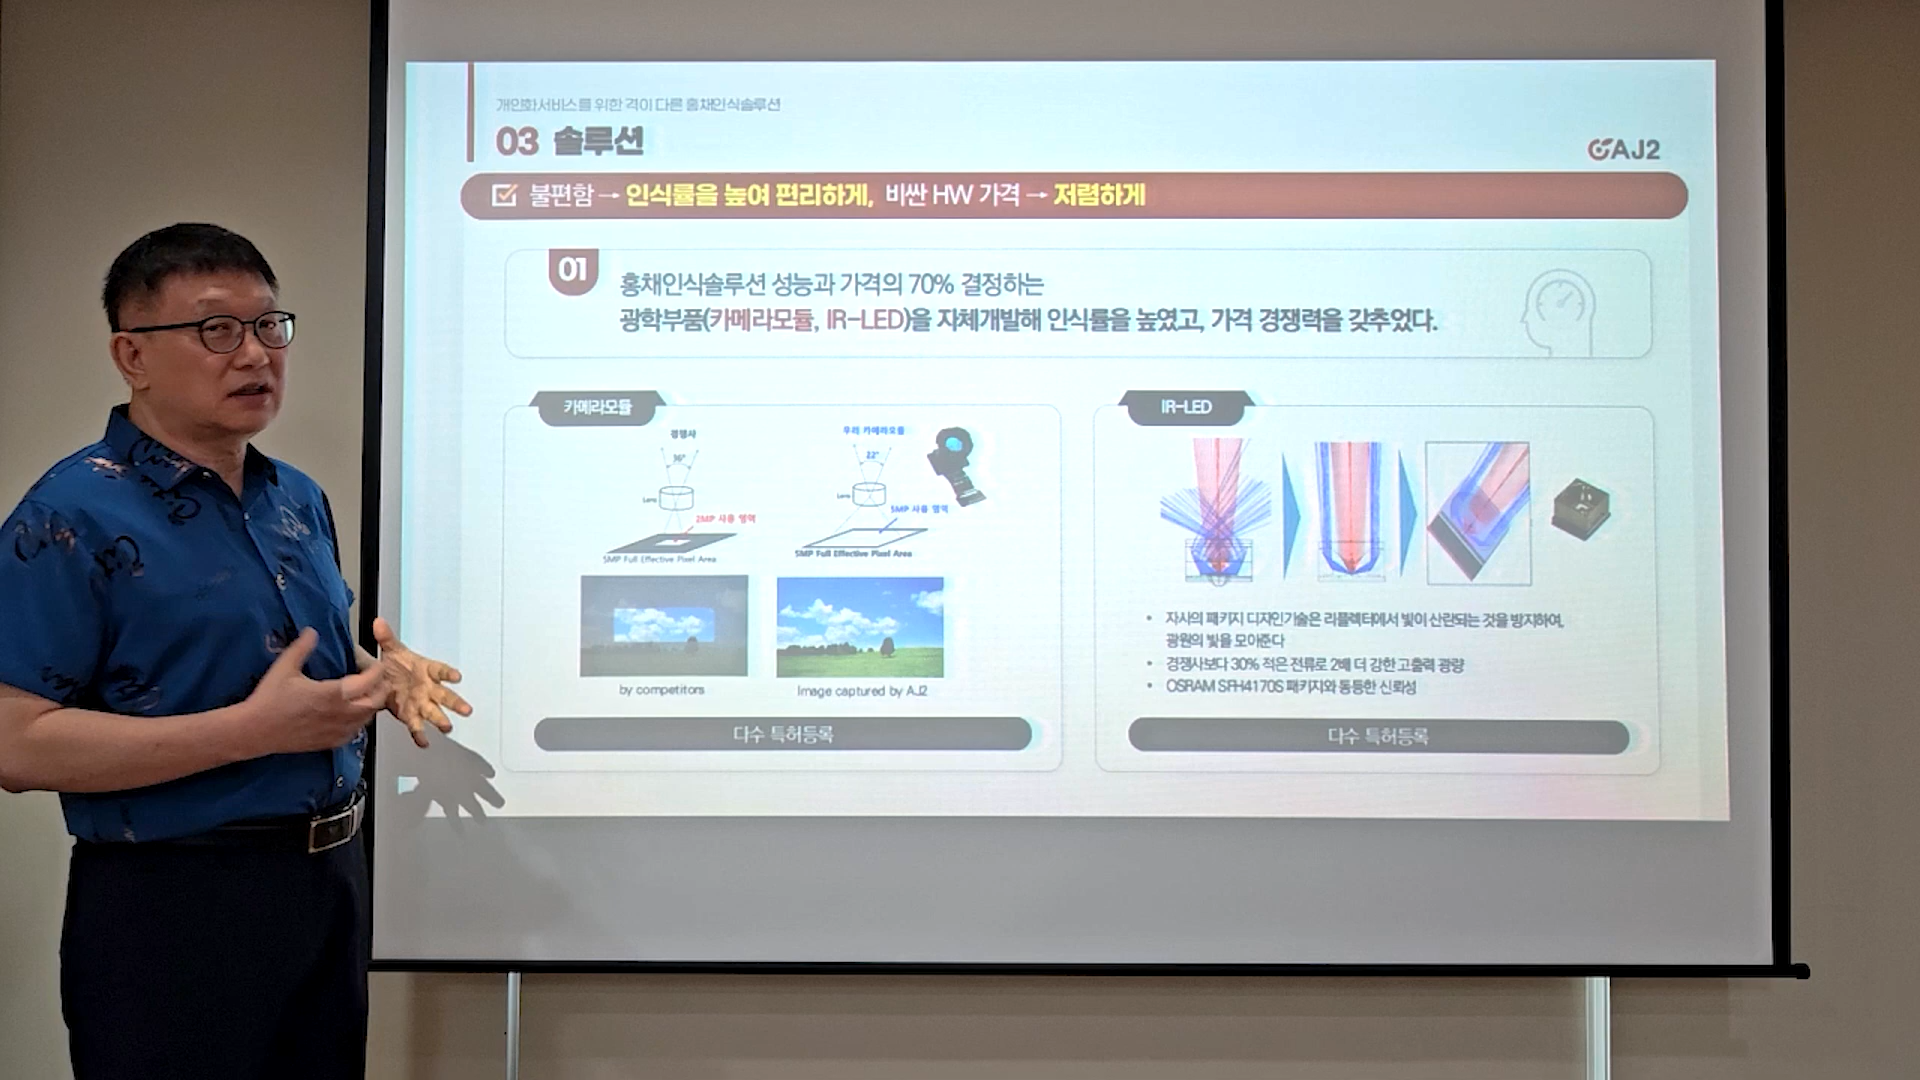 개인화서비스를 위한 격이 다른 홍채인식솔루션
03 솔루션
AJ2
불편함 → 인식률을 높여 편리하게, 비싼 HW 가격 → 저렴하게
01
홍채인식솔루션 성능과 가격의 70% 결정하는
광학부품(카메라모듈, IR-LED)을 자체개발해 인식률을 높였고, 가격 경쟁력을 갖추었다.
카메라모듈
경쟁사
36°
Lens
2MP 사용 영역
5MP Full Effective Pixel Area
우리 카메라모듈
22°
Lens
5MP 사용 영역
5MP Full Effective Pixel Area
by competitors
Image captured by AJ2
다수 특허등록
IR-LED
• 자사의 패키지 디자인기술은 리플렉터에서 빛이 산란되는 것을 방지하여,
광원의 빛을 모아준다
• 경쟁사보다 30% 적은 전류로 2배 더 강한 고출력 광량
• OSRAM SFH4170S 패키지와 동등한 신뢰성
다수 특허등록